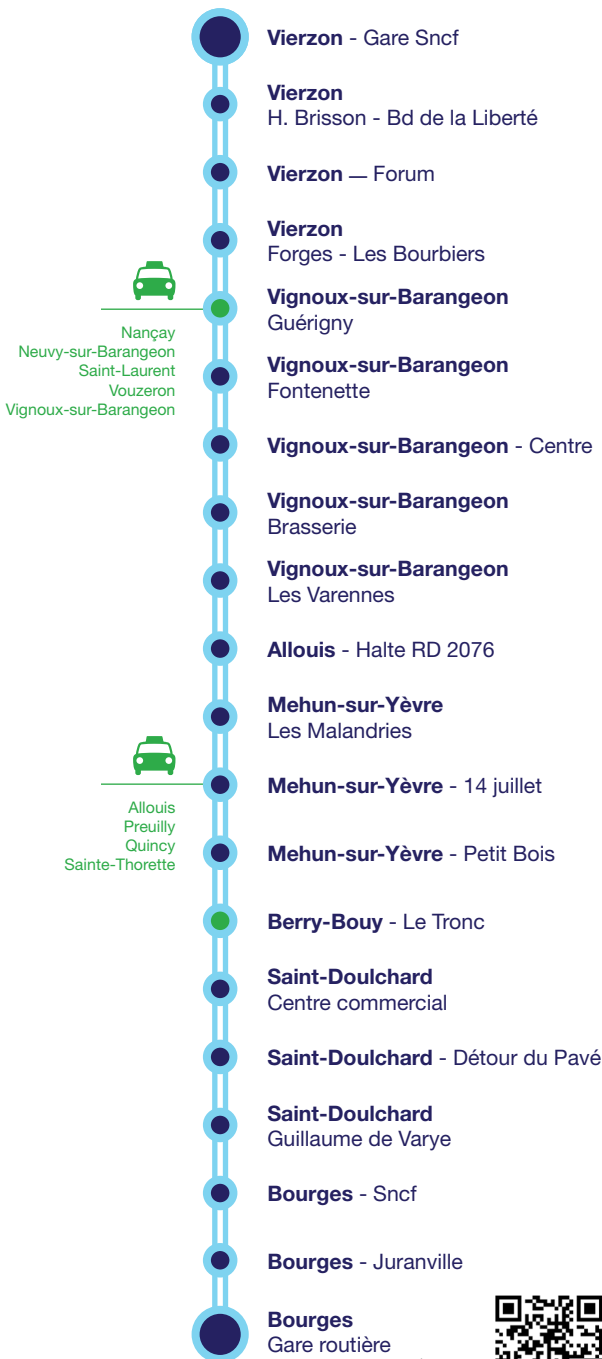 Vierzon - Gare Sncf
Vierzon
H. Brisson - Bd de la Liberté
Vierzon — Forum
Vierzon
Forges - Les Bourbiers
Vignoux-sur-Barangeon
Guérigny
Nançay
Neuvy-sur-Barangeon
Saint-Laurent
Vouzeron
Vignoux-sur-Barangeon
Vignoux-sur-Barangeon
Fontenette
Vignoux-sur-Barangeon - Centre
Vignoux-sur-Barangeon
Brasserie
Vignoux-sur-Barangeon
Les Varennes
Allouis - Halte RD 2076
Mehun-sur-Yèvre
Les Malandries
Mehun-sur-Yèvre - 14 juillet
Allouis
Preuilly
Quincy
Sainte-Thorette
Mehun-sur-Yèvre - Petit Bois
Berry-Bouy - Le Tronc
Saint-Doulchard
Centre commercial
Saint-Doulchard - Détour du Pavé
Saint-Doulchard
Guillaume de Varye
Bourges - Sncf
Bourges - Juranville
Bourges
Gare routière